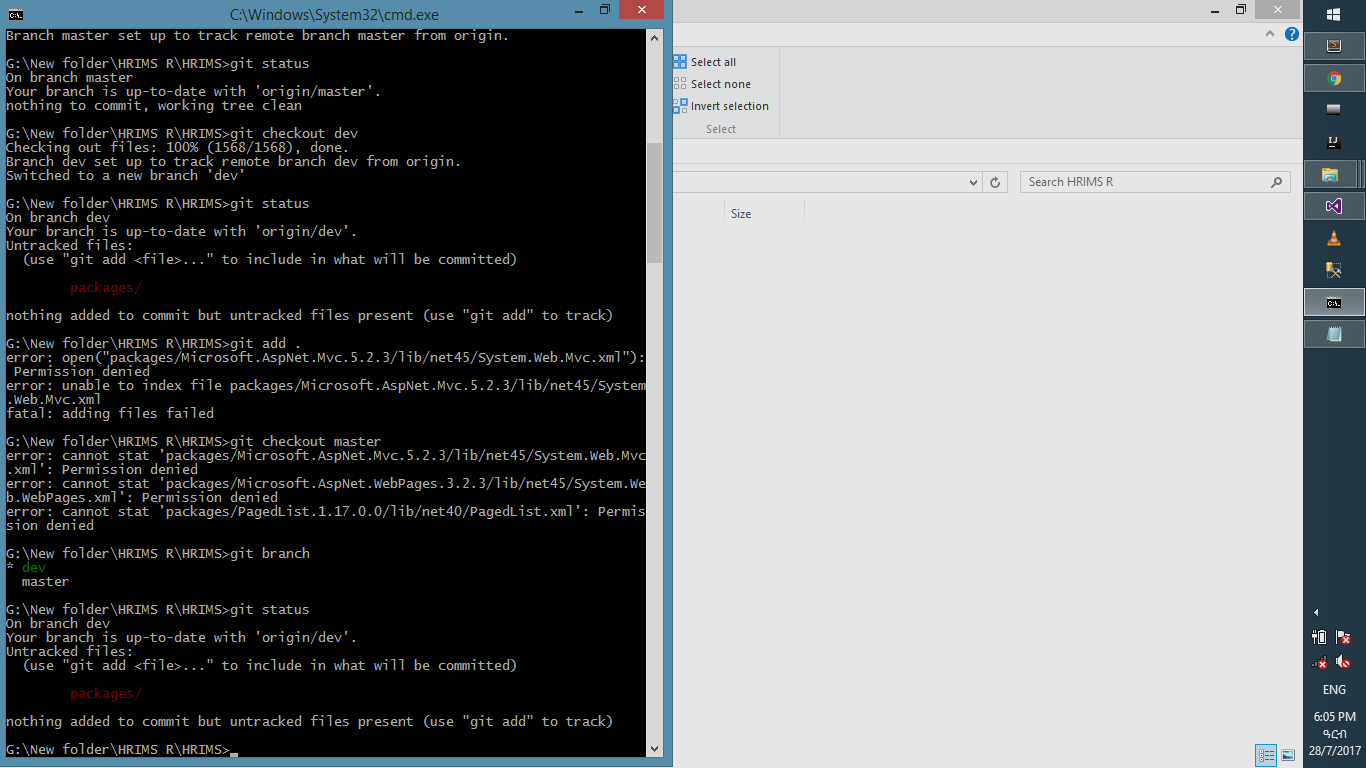 C:\Windows\System32\cmd.exe
Branch master set up to track remote branch master from origin.
G:\New folder\HRIMS R\HRIMS>git status
On branch master
Your branch is up-to-date with 'origin/master'.
nothing to commit, working tree clean
G:\New folder\HRIMS R\HRIMS>git checkout dev
Checking out files: 100% (1568/1568), done.
Branch dev set up to track remote branch dev from origin.
Switched to a new branch 'dev'
G:\New folder\HRIMS R\HRIMS>git status
On branch dev
Your branch is up-to-date with 'origin/dev'.
Untracked files:
  (use "git add <file>..." to include in what will be committed)
        packages/
nothing added to commit but untracked files present (use "git add" to track)
G:\New folder\HRIMS R\HRIMS>git add .
error: open("packages/Microsoft.AspNet.Mvc.5.2.3/lib/net45/System.Web.Mvc.xml"):
 Permission denied
error: unable to index file packages/Microsoft.AspNet.Mvc.5.2.3/lib/net45/System
.Web.Mvc.xml
fatal: adding files failed
G:\New folder\HRIMS R\HRIMS>git checkout master
error: cannot stat 'packages/Microsoft.AspNet.Mvc.5.2.3/lib/net45/System.Web.Mvc
.xml': Permission denied
error: cannot stat 'packages/Microsoft.AspNet.WebPages.3.2.3/lib/net45/System.We
b.WebPages.xml': Permission denied
error: cannot stat 'packages/PagedList.1.17.0.0/lib/net40/PagedList.xml': Permis
sion denied
G:\New folder\HRIMS R\HRIMS>git branch
* dev
  master
G:\New folder\HRIMS R\HRIMS>git status
On branch dev
Your branch is up-to-date with 'origin/dev'.
Untracked files:
  (use "git add <file>..." to include in what will be committed)
        packages/
nothing added to commit but untracked files present (use "git add" to track)
G:\New folder\HRIMS R\HRIMS>
Select all
Select none
Invert selection
Select
Search HRIMS R
Size
ENG
6:05 PM
ዓርብ
28/7/2017